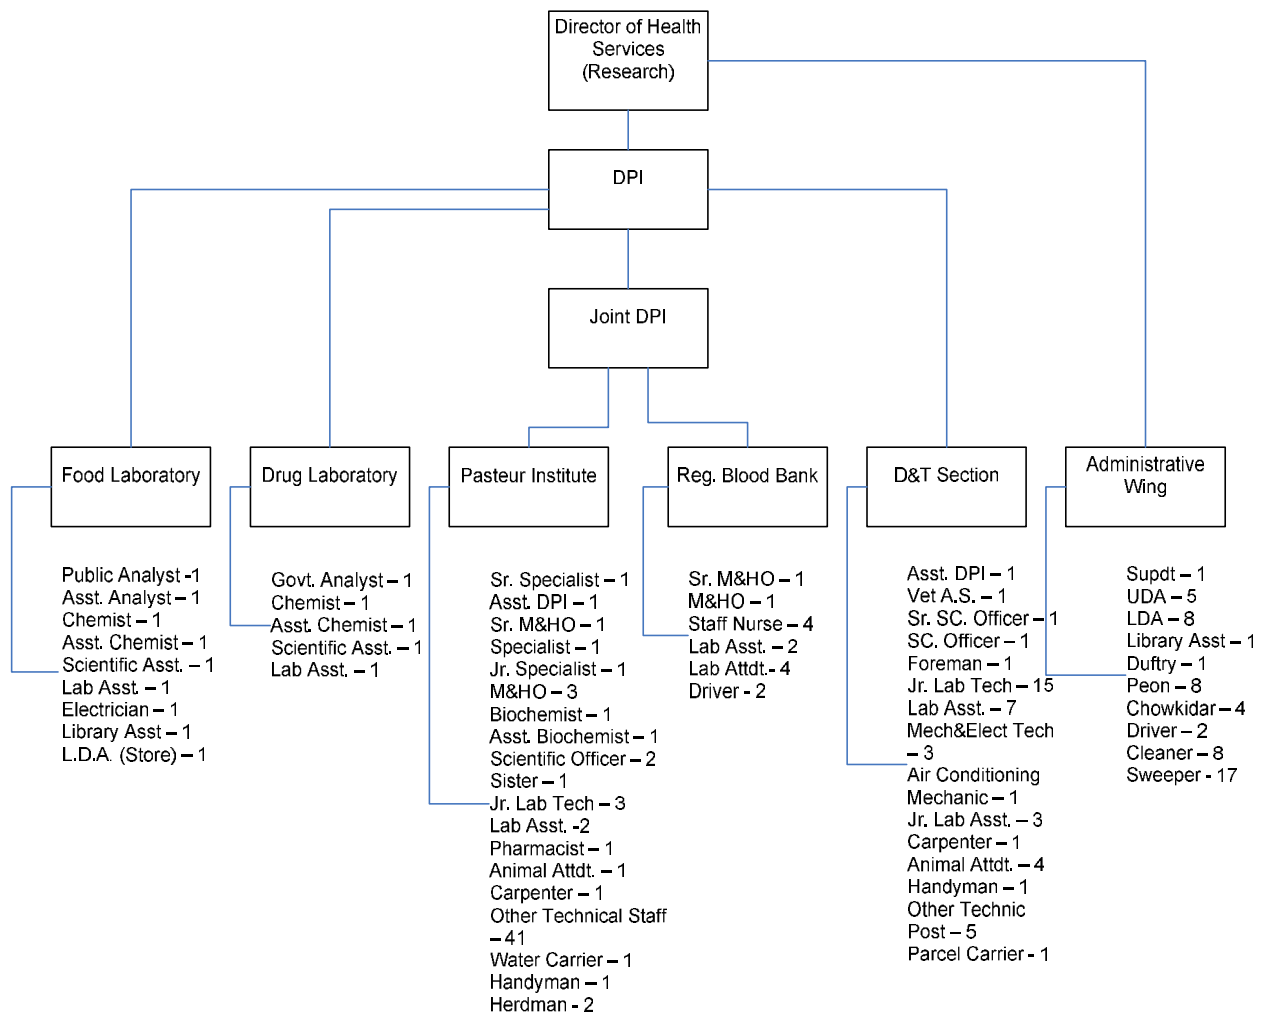 Director of Health
Services
(Research)
DPI
Joint DPI
Food Laboratory
Drug Laboratory
Pasteur Institute
Reg. Blood Bank
D&T Section
Administrative
Wing
Public Analyst -1
Asst. Analyst – 1
Chemist – 1
Asst. Chemist – 1
Scientific Asst. – 1
Lab Asst. – 1
Electrician – 1
Library Asst – 1
L.D.A. (Store) – 1
Govt. Analyst – 1
Chemist – 1
Asst. Chemist – 1
Scientific Asst. – 1
Lab Asst. – 1
Sr. Specialist – 1
Asst. DPI – 1
Sr. M&HO – 1
Specialist – 1
Jr. Specialist – 1
M&HO – 3
Biochemist – 1
Asst. Biochemist – 1
Scientific Officer – 2
Sister – 1
Jr. Lab Tech – 3
Lab Asst. -2
Pharmacist – 1
Animal Attdt. – 1
Carpenter – 1
Other Technical Staff
– 41
Water Carrier – 1
Handyman – 1
Herdman - 2
Sr. M&HO – 1
M&HO – 1
Staff Nurse – 4
Lab Asst. – 2
Lab Attdt.- 4
Driver - 2
Asst. DPI – 1
Vet A.S. – 1
Sr. SC. Officer – 1
SC. Officer – 1
Foreman – 1
Jr. Lab Tech – 15
Lab Asst. – 7
Mech&Elect Tech
– 3
Air Conditioning
Mechanic – 1
Jr. Lab Asst. – 3
Carpenter – 1
Animal Attdt. – 4
Handyman – 1
Other Technic
Post – 5
Parcel Carrier - 1
Supdt – 1
UDA – 5
LDA – 8
Library Asst – 1
Duftry – 1
Peon – 8
Chowkidar – 4
Driver – 2
Cleaner – 8
Sweeper - 17